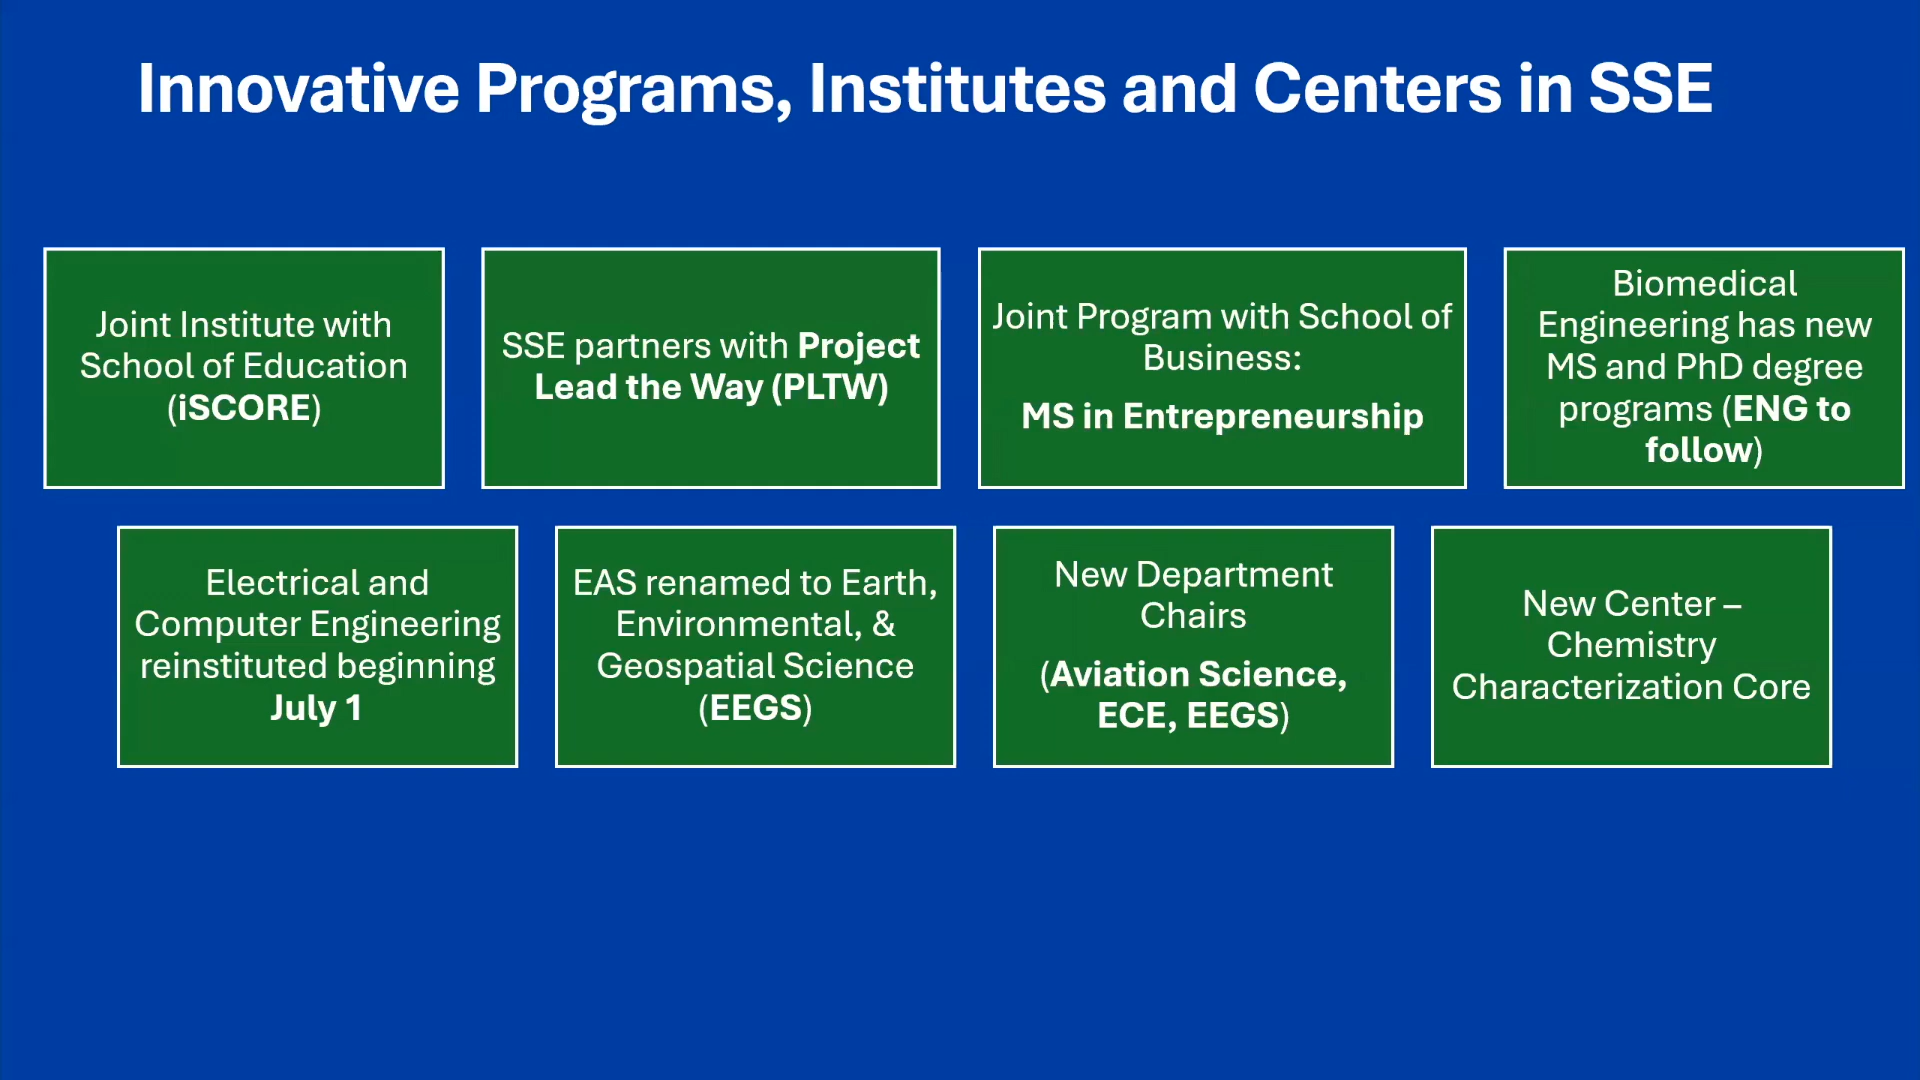 Innovative Programs, Institutes and Centers in SSE
Joint Institute with
School of Education
(iSCORE)
SSE partners with Project
Lead the Way (PLTW)
Joint Program with School of
Business:
MS in Entrepreneurship
Biomedical
Engineering has new
MS and PhD degree
programs (ENG to
follow)
Electrical and
Computer Engineering
reinstituted beginning
July 1
EAS renamed to Earth,
Environmental, &
Geospatial Science
(EEGS)
New Department
Chairs
(Aviation Science,
ECE, EEGS)
New Center –
Chemistry
Characterization Core